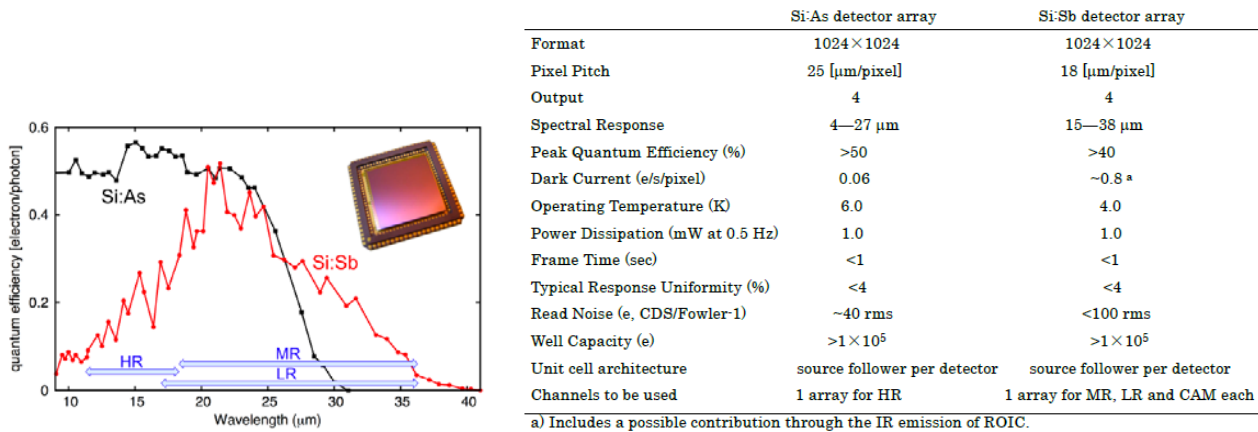 0.6
0.4
0.2
0
quantum efficiency [electron/photon]
Si:As
Si:Sb
HR
MR
LR
10 15 20 25 30 35 40
Wavelength (μm)
Si:As detector array Si:Sb detector array
Format 1024×1024 1024×1024
Pixel Pitch 25 [μm/pixel] 18 [μm/pixel]
Output 4 4
Spectral Response 4—27 μm 15—38 μm
Peak Quantum Efficiency (%) >50 >40
Dark Current (e/s/pixel) 0.06 ~0.8 a
Operating Temperature (K) 6.0 4.0
Power Dissipation (mW at 0.5 Hz) 1.0 1.0
Frame Time (sec) <1 <1
Typical Response Uniformity (%) <4 <4
Read Noise (e, CDS/Fowler-1) ~40 rms <100 rms
Well Capacity (e) >1×10⁵ >1×10⁵
Unit cell architecture source follower per detector source follower per detector
Channels to be used 1 array for HR 1 array for MR, LR and CAM each
a) Includes a possible contribution through the IR emission of ROIC.